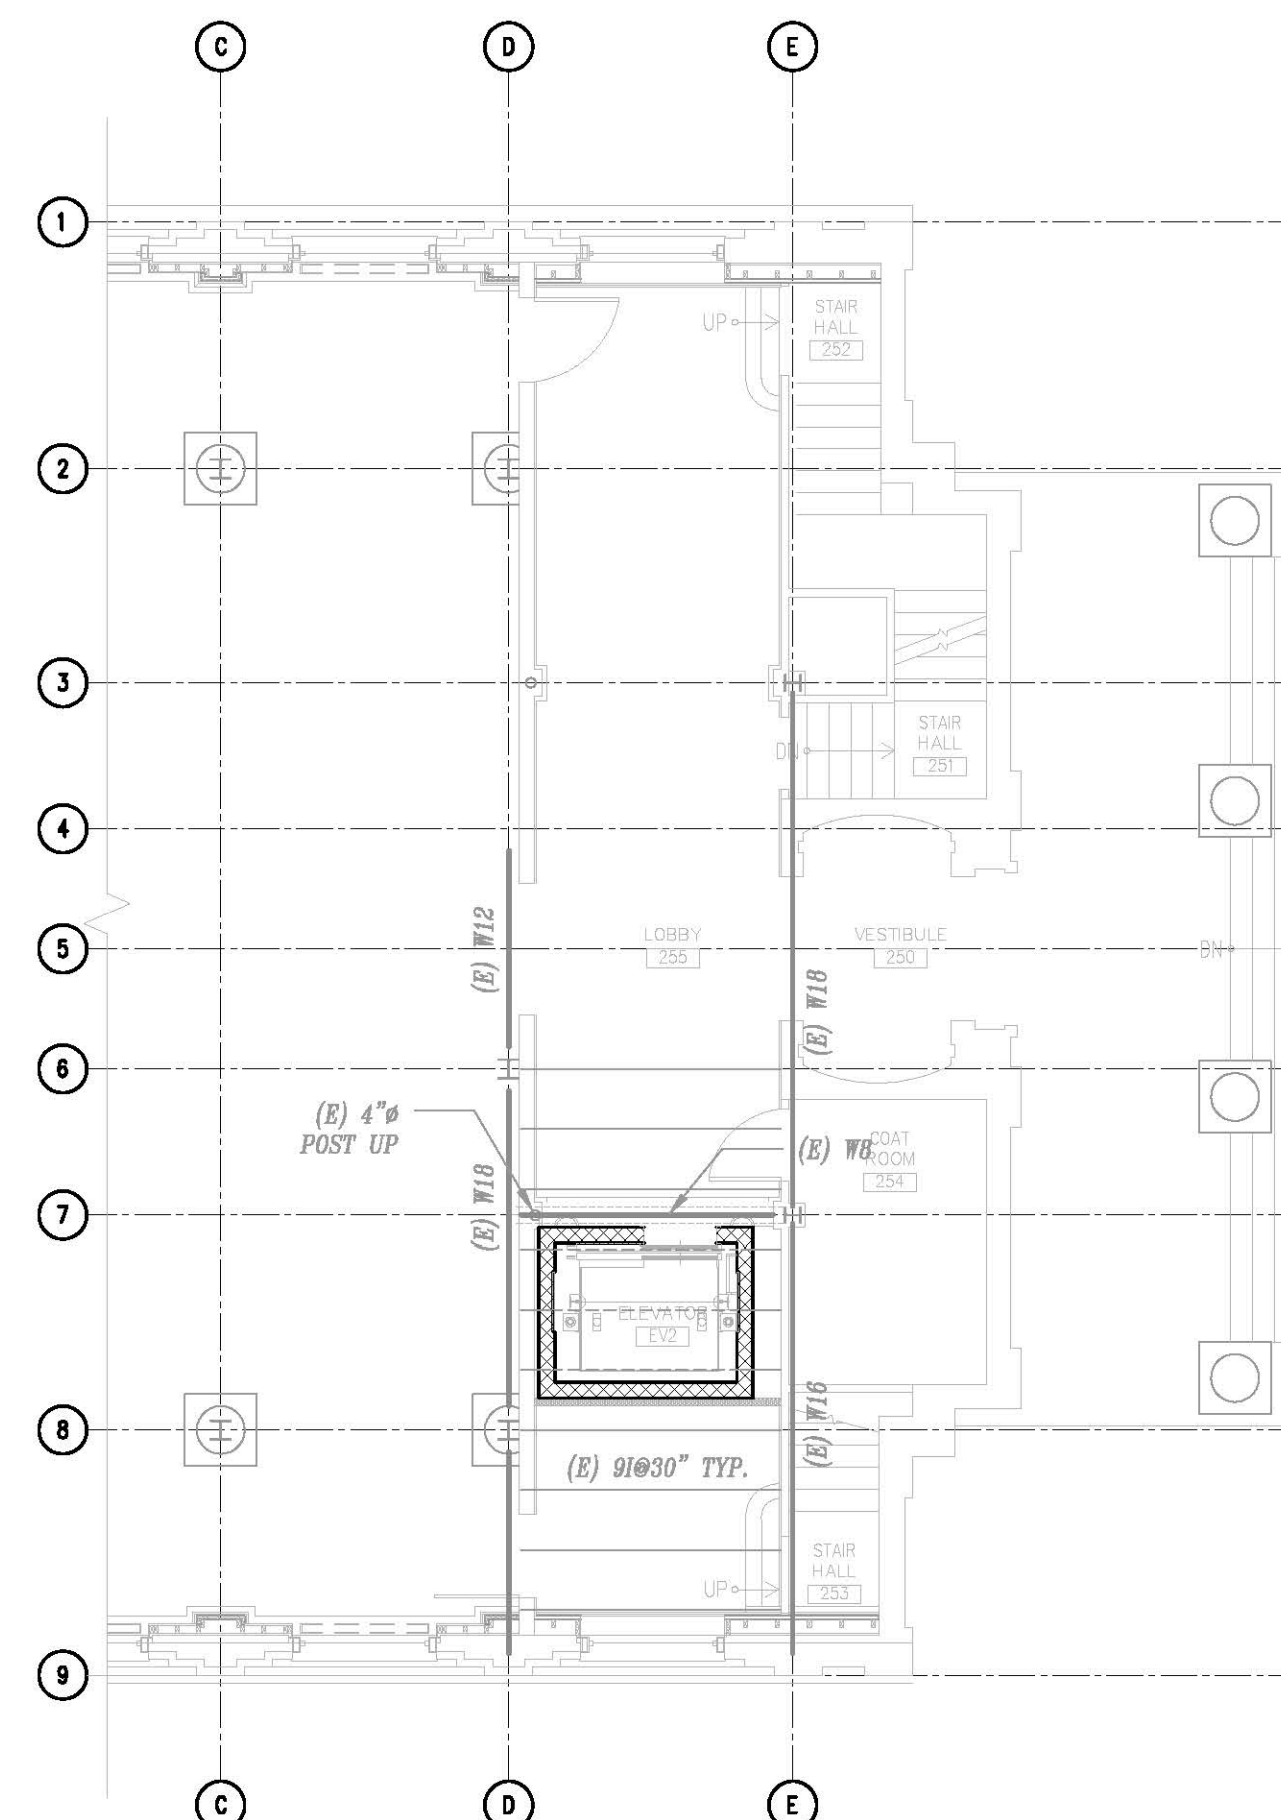 C
D
E
1
STAIR
HALL
252
UP
2
3
STAIR
HALL
251
DN
4
(E) W12
5
LOBBY
255
VESTIBULE
250
DN
(E) W18
6
(E) 4"ø
POST UP
(E) W8
COAT
ROOM
254
(E) W18
7
ELEVATOR
EV2
8
(E) W16
(E) 9I@30" TYP.
STAIR
HALL
253
UP
9
C
D
E